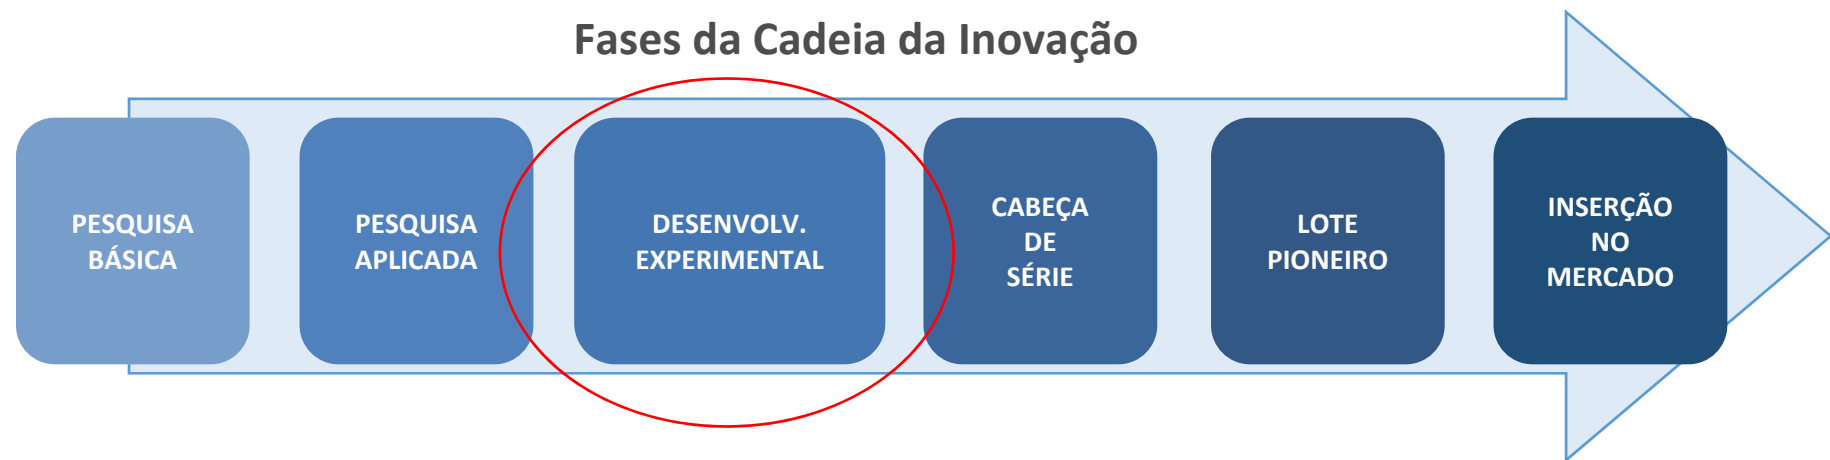 Fases da Cadeia da Inovação
PESQUISA
BÁSICA
PESQUISA
APLICADA
DESENVOLV.
EXPERIMENTAL
CABEÇA
DE
SÉRIE
LOTE
PIONEIRO
INSERÇÃO
NO
MERCADO